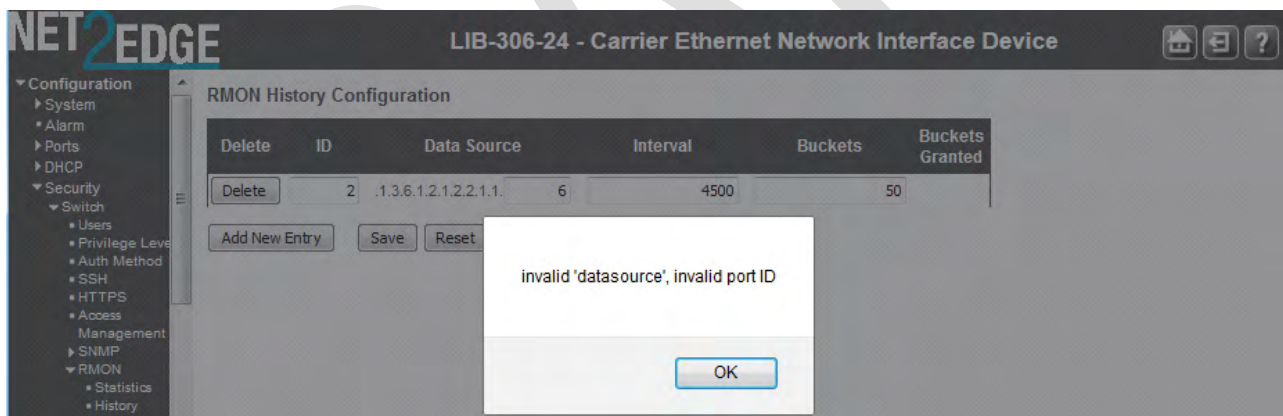 NET2EDGE
LIB-306-24 - Carrier Ethernet Network Interface Device
?
Configuration
System
Alarm
Ports
DHCP
Security
Switch
Users
Privilege Leve
Auth Method
SSH
HTTPS
Access
Management
SNMP
RMON
Statistics
History
RMON History Configuration
Delete ID Data Source Interval Buckets Buckets
Granted
Delete 2 .1.3.6.1.2.1.2.2.1.1. 6 4500 50
Add New Entry Save Reset
invalid 'datasource', invalid port ID
OK